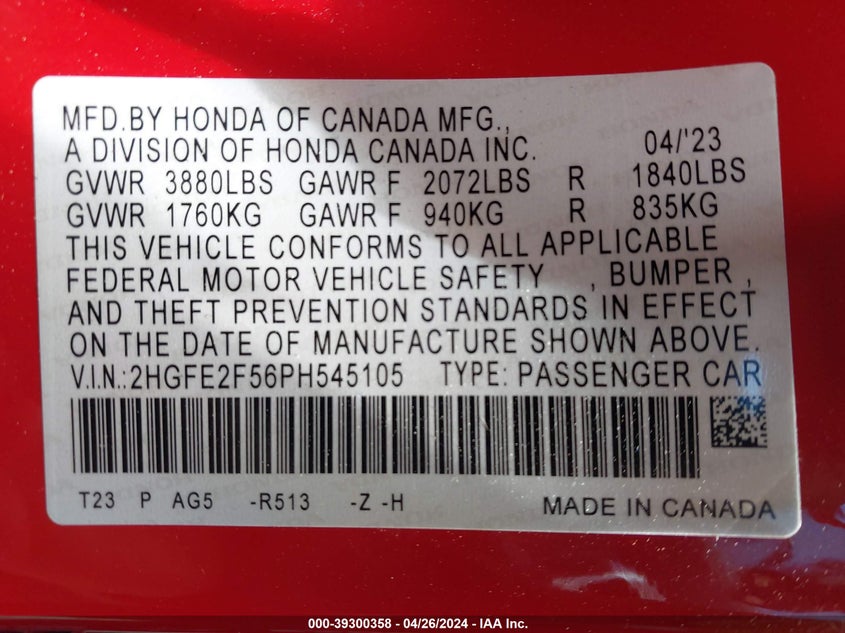 MFD.BY HONDA OF CANADA MFG.,
A DIVISION OF HONDA CANADA INC. 04/'23
GVWR 3880LBS GAWR F 2072LBS R 1840LBS
GVWR 1760KG GAWR F 940KG R 835KG
THIS VEHICLE CONFORMS TO ALL APPLICABLE
FEDERAL MOTOR VEHICLE SAFETY , BUMPER ,
AND THEFT PREVENTION STANDARDS IN EFFECT
ON THE DATE OF MANUFACTURE SHOWN ABOVE.
V.I.N.:2HGFE2F56PH545105 TYPE: PASSENGER CAR
T23 P AG5 -R513 -Z -H MADE IN CANADA
000-39300358 - 04/26/2024 - IAA Inc.